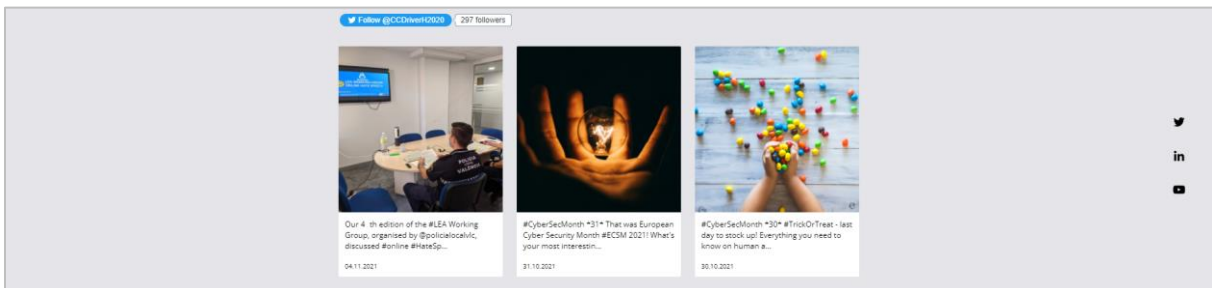 Follow @CCDriverH2020 297 followers
POLICIA
VALÈNCIA
Our 4 th edition of the #LEA Working
Group, organised by @policialocalvlc,
discussed #online #HateSp...
04.11.2021
#CyberSecMonth *31* That was European
Cyber Security Month #ECSM 2021! What's
your most interestin...
31.10.2021
#CyberSecMonth *30* #TrickOrTreat - last
day to stock up! Everything you need to
know on human a...
30.10.2021
in